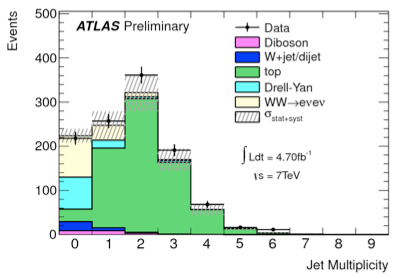 Events
500
400
300
200
100
0
ATLAS Preliminary
Data
Diboson
W+jet/dijet
top
Drell-Yan
WW→eνeν
σstat+syst
∫ Ldt = 4.70fb-1
√s = 7TeV
0 1 2 3 4 5 6 7 8 9
Jet Multiplicity